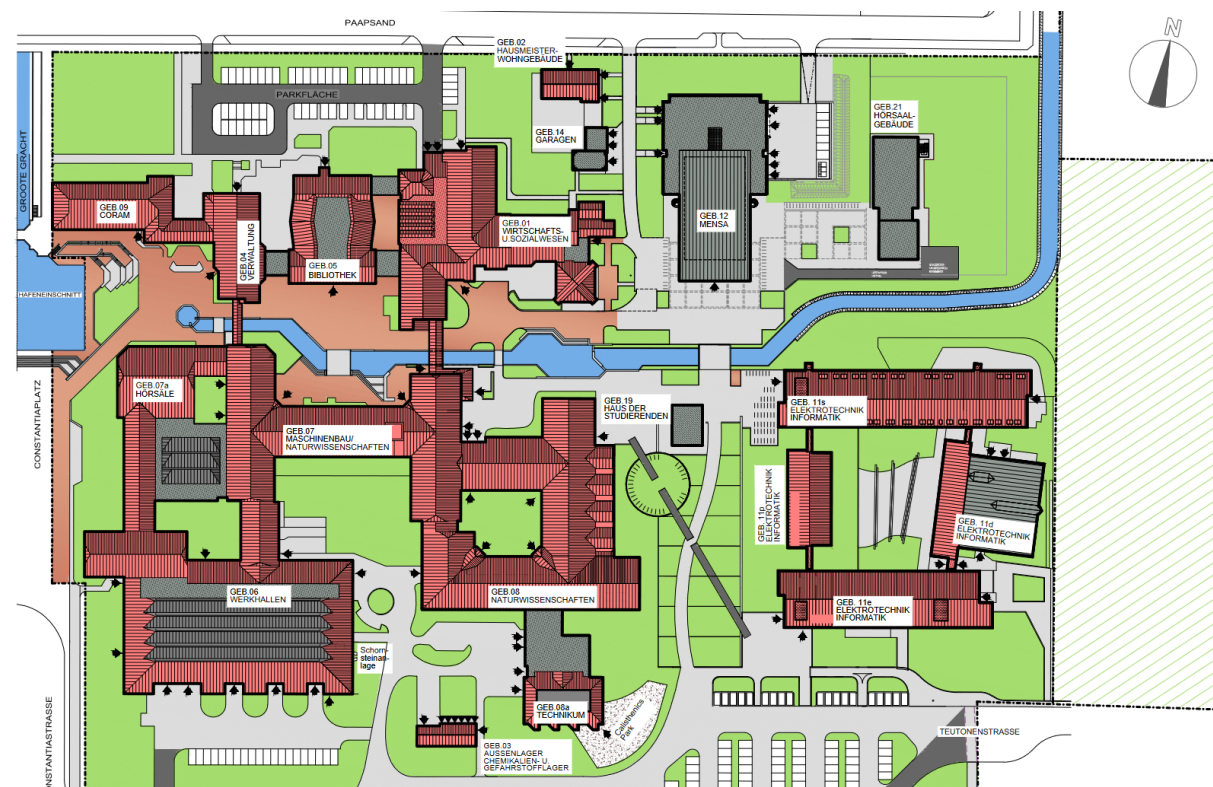 PAAPSAND
N
GEB.02
HAUSMEISTER-
WOHNGEBÄUDE
PARKFLÄCHE
GEB.21
HÖRSAAL-
GEBÄUDE
GEB.14
GARAGEN
GROOTE GRACHT
GEB.09
CORAM
GEB.04
VERWALTUNG
GEB.01
WIRTSCHAFTS-
U.SOZIALWESEN
GEB.12
MENSA
GEB.05
BIBLIOTHEK
HAFENEINSCHNITT
CONSTANTIAPLATZ
GEB.07a
HÖRSÄLE
GEB.07
MASCHINENBAU/
NATURWISSENSCHAFTEN
GEB.19
HAUS DER
STUDIERENDEN
GEB. 11s
ELEKTROTECHNIK
INFORMATIK
GEB. 11p
ELEKTROTECHNIK
INFORMATIK
GEB. 11d
ELEKTROTECHNIK
INFORMATIK
GEB.06
WERKHALLEN
GEB.08
NATURWISSENSCHAFTEN
GEB. 11e
ELEKTROTECHNIK
INFORMATIK
Schorn-
steinan-
lage
GEB.08a
TECHNIKUM
Calisthenics
Park
GEB.03
AUSSENLAGER
CHEMIKALIEN- U.
GEFAHRSTOFFLAGER
TEUTONENSTRASSE
ONSTANTIASTRASSE